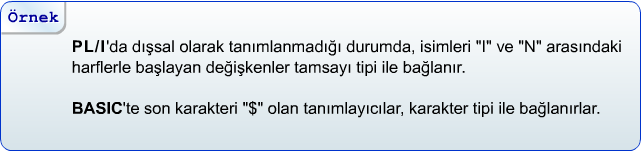 Örnek
PL/I'da dışsal olarak tanımlanmadığı durumda, isimleri "I" ve "N" arasındaki
harflerle başlayan değişkenler tamsayı tipi ile bağlanır.
BASIC'te son karakteri "$" olan tanımlayıcılar, karakter tipi ile bağlanırlar.